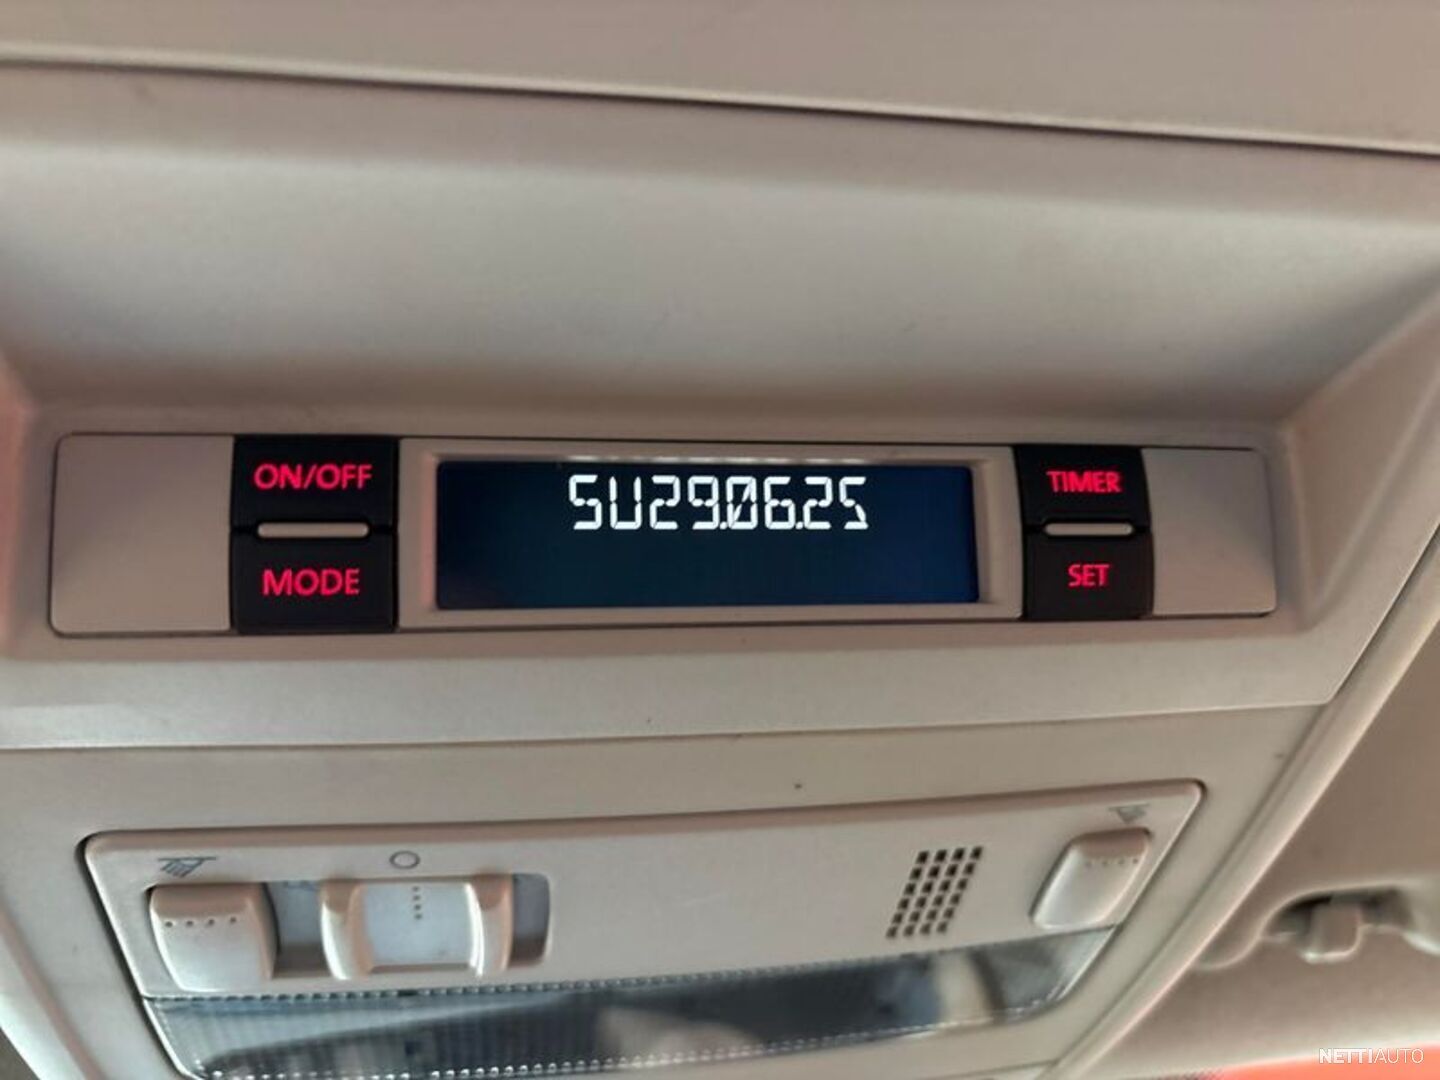 ON/OFF
MODE
SU29.06.25
TIMER
SET
NETTIAUTO